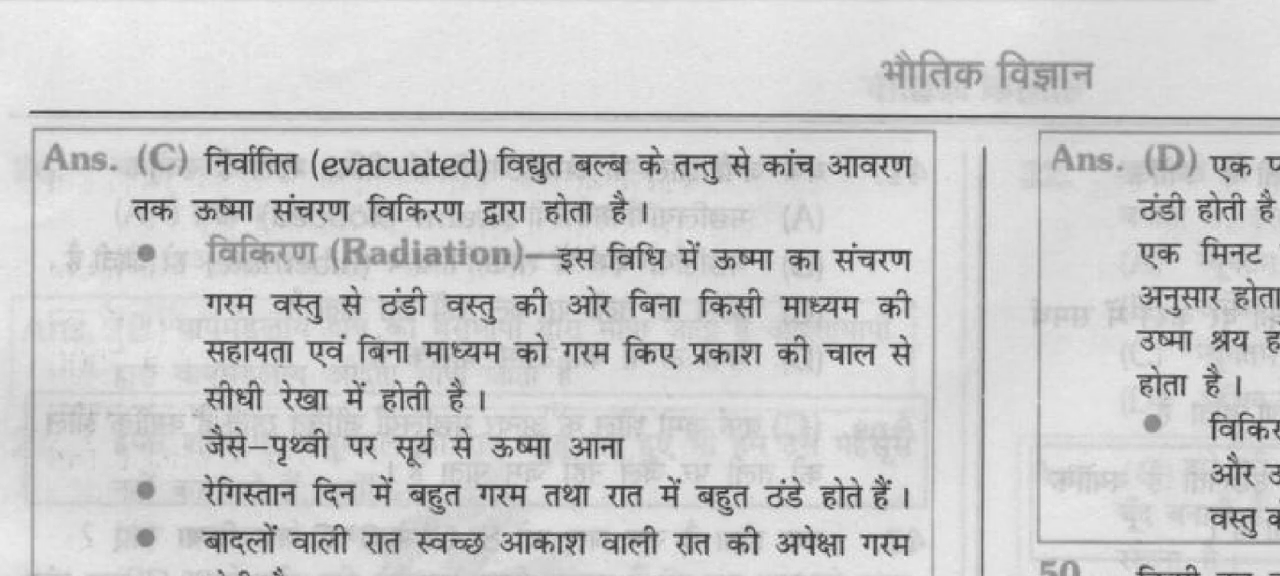 भौतिक विज्ञान
Ans. (C) निर्वातित (evacuated) विद्युत बल्ब के तन्तु से कांच आवरण
तक ऊष्मा संचरण विकिरण द्वारा होता है।
● विकिरण (Radiation)—इस विधि में ऊष्मा का संचरण
गरम वस्तु से ठंडी वस्तु की ओर बिना किसी माध्यम की
सहायता एवं बिना माध्यम को गरम किए प्रकाश की चाल से
सीधी रेखा में होती है।
जैसे–पृथ्वी पर सूर्य से ऊष्मा आना
● रेगिस्तान दिन में बहुत गरम तथा रात में बहुत ठंडे होते हैं।
● बादलों वाली रात स्वच्छ आकाश वाली रात की अपेक्षा गरम
Ans. (D) एक
ठंडी होती है
एक मिनट
अनुसार होता
उष्मा श्रय
होता है।
● विकिर
और
वस्तु
50